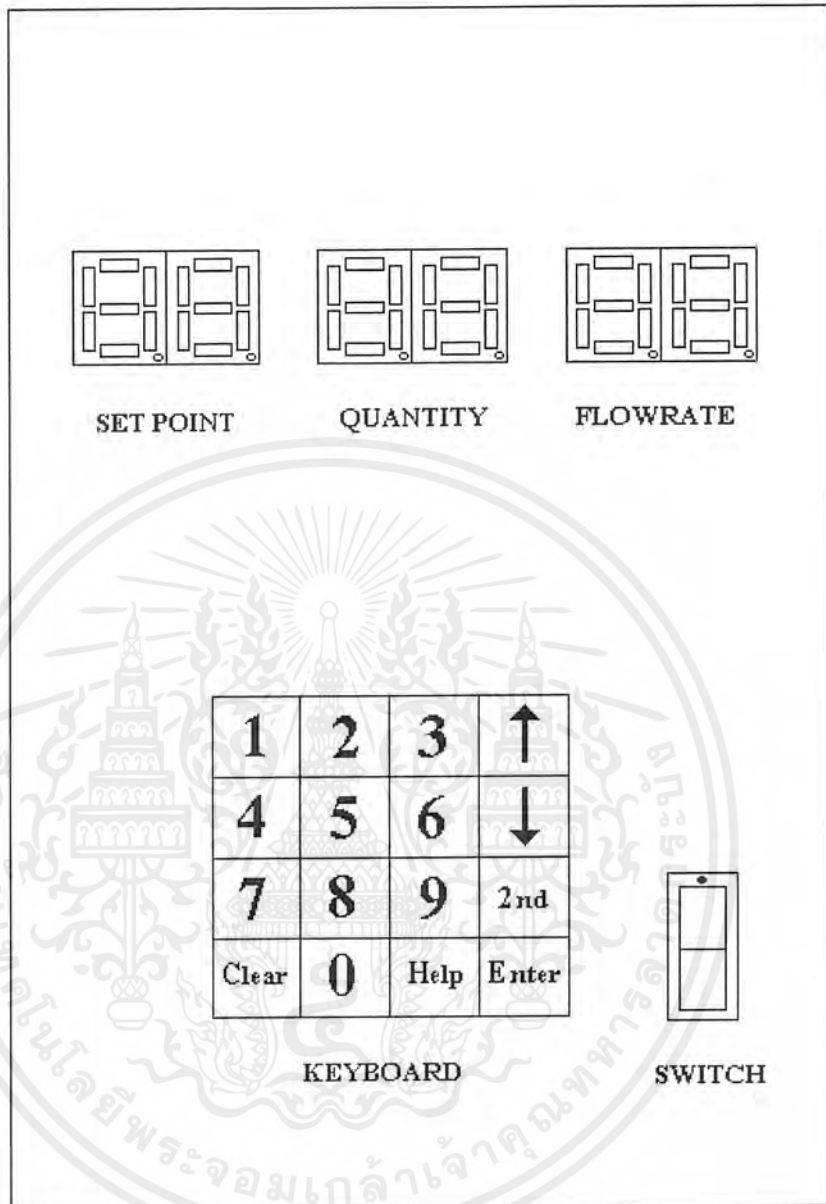 SET POINT QUANTITY FLOWRATE
1 2 3 ↑
4 5 6 ↓
7 8 9 2nd
Clear 0 Help Enter
KEYBOARD SWITCH